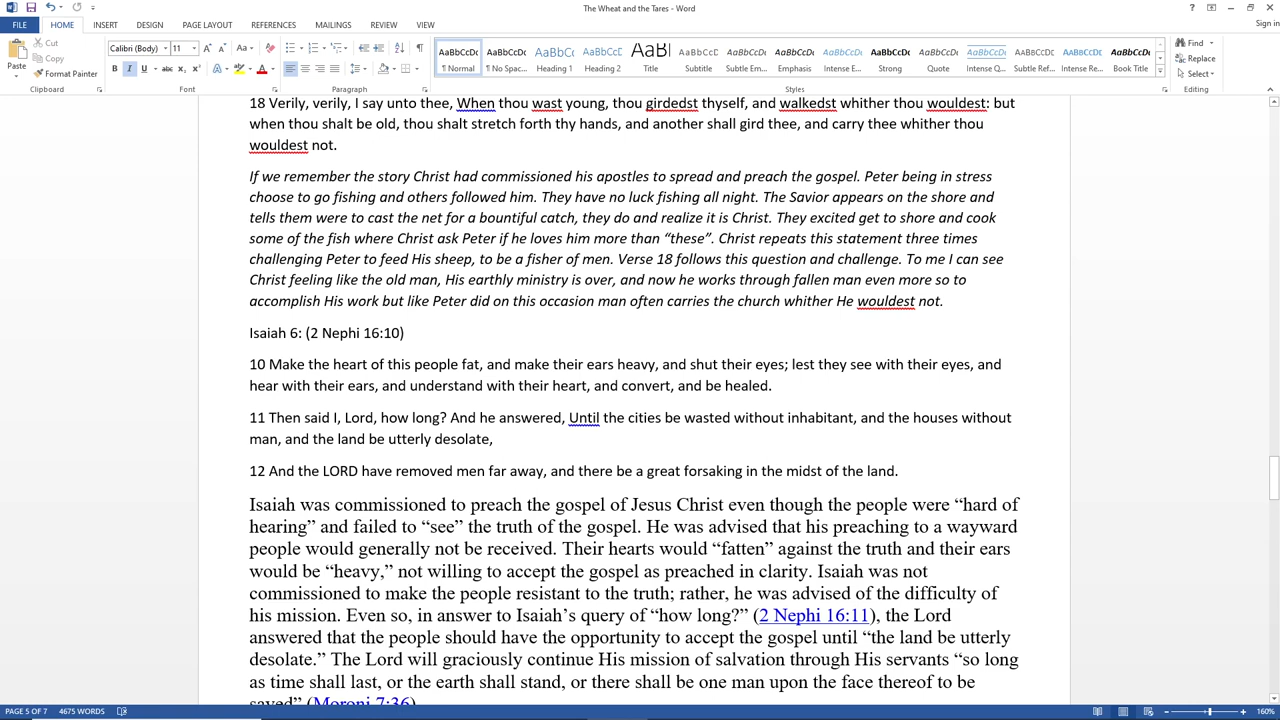 The Wheat and the Tares - Word
Sign in
FILE HOME INSERT DESIGN PAGE LAYOUT REFERENCES MAILINGS REVIEW VIEW
Paste
Cut
Copy
Format Painter
Clipboard
Calibri (Body) 11
Font
Paragraph
AaBbCcDc AaBbCcDc AaBbCc AaBbCcC AaBl AaBbCcC AaBbCcDc AaBbCcDc AaBbCcDc AaBbCcDc AaBbCcDc AaBbCcDc AaBbCcDc AaBbCcDc AaBbCcDc
¶ Normal ¶ No Spac... Heading 1 Heading 2 Title Subtitle Subtle Em... Emphasis Intense E... Strong Quote Intense Q... Subtle Ref... Intense Re... Book Title
Styles
Find
Replace
Select
Editing
18 Verily, verily, I say unto thee, When thou wast young, thou girdedst thyself, and walkedst whither thou wouldest: but
when thou shalt be old, thou shalt stretch forth thy hands, and another shall gird thee, and carry thee whither thou
wouldest not.
If we remember the story Christ had commissioned his apostles to spread and preach the gospel. Peter being in stress
choose to go fishing and others followed him. They have no luck fishing all night. The Savior appears on the shore and
tells them were to cast the net for a bountiful catch, they do and realize it is Christ. They excited get to shore and cook
some of the fish where Christ ask Peter if he loves him more than “these”. Christ repeats this statement three times
challenging Peter to feed His sheep, to be a fisher of men. Verse 18 follows this question and challenge. To me I can see
Christ feeling like the old man, His earthly ministry is over, and now he works through fallen man even more so to
accomplish His work but like Peter did on this occasion man often carries the church whither He wouldest not.
Isaiah 6: (2 Nephi 16:10)
10 Make the heart of this people fat, and make their ears heavy, and shut their eyes; lest they see with their eyes, and
hear with their ears, and understand with their heart, and convert, and be healed.
11 Then said I, Lord, how long? And he answered, Until the cities be wasted without inhabitant, and the houses without
man, and the land be utterly desolate,
12 And the LORD have removed men far away, and there be a great forsaking in the midst of the land.
Isaiah was commissioned to preach the gospel of Jesus Christ even though the people were “hard of
hearing” and failed to “see” the truth of the gospel. He was advised that his preaching to a wayward
people would generally not be received. Their hearts would “fatten” against the truth and their ears
would be “heavy,” not willing to accept the gospel as preached in clarity. Isaiah was not
commissioned to make the people resistant to the truth; rather, he was advised of the difficulty of
his mission. Even so, in answer to Isaiah’s query of “how long?” (2 Nephi 16:11), the Lord
answered that the people should have the opportunity to accept the gospel until “the land be utterly
desolate.” The Lord will graciously continue His mission of salvation through His servants “so long
as time shall last, or the earth shall stand, or there shall be one man upon the face thereof to be
saved” (Moroni 7:36)
PAGE 5 OF 7 4675 WORDS 160%